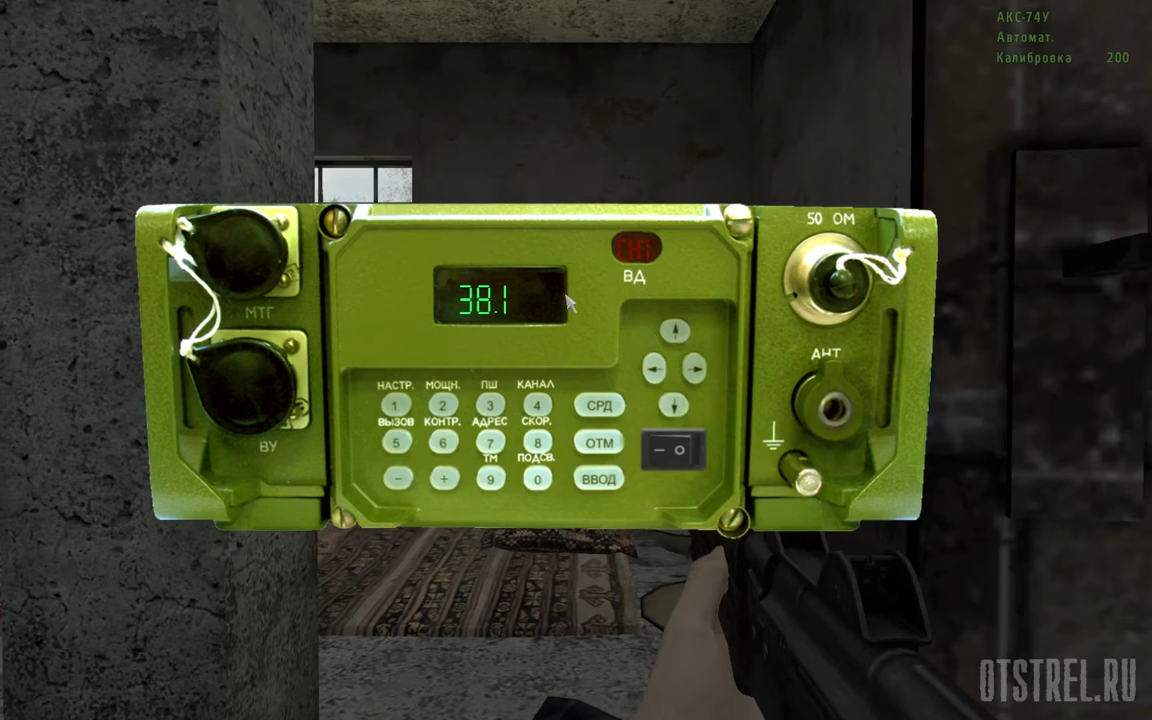 АКС-74У
Автомат.
Калибровка 200
50 ОМ
СН1
ВД
38.1
МТГ
АНТ
НАСТР. МОЩН. ПШ КАНАЛ
1 2 3 4 СРД
ВЫЗОВ КОНТР. АДРЕС СКОР.
5 6 7 8 ОТМ
ТМ ПОДСВ.
− + 9 0 ВВОД
ВУ
− О
OTSTREL.RU